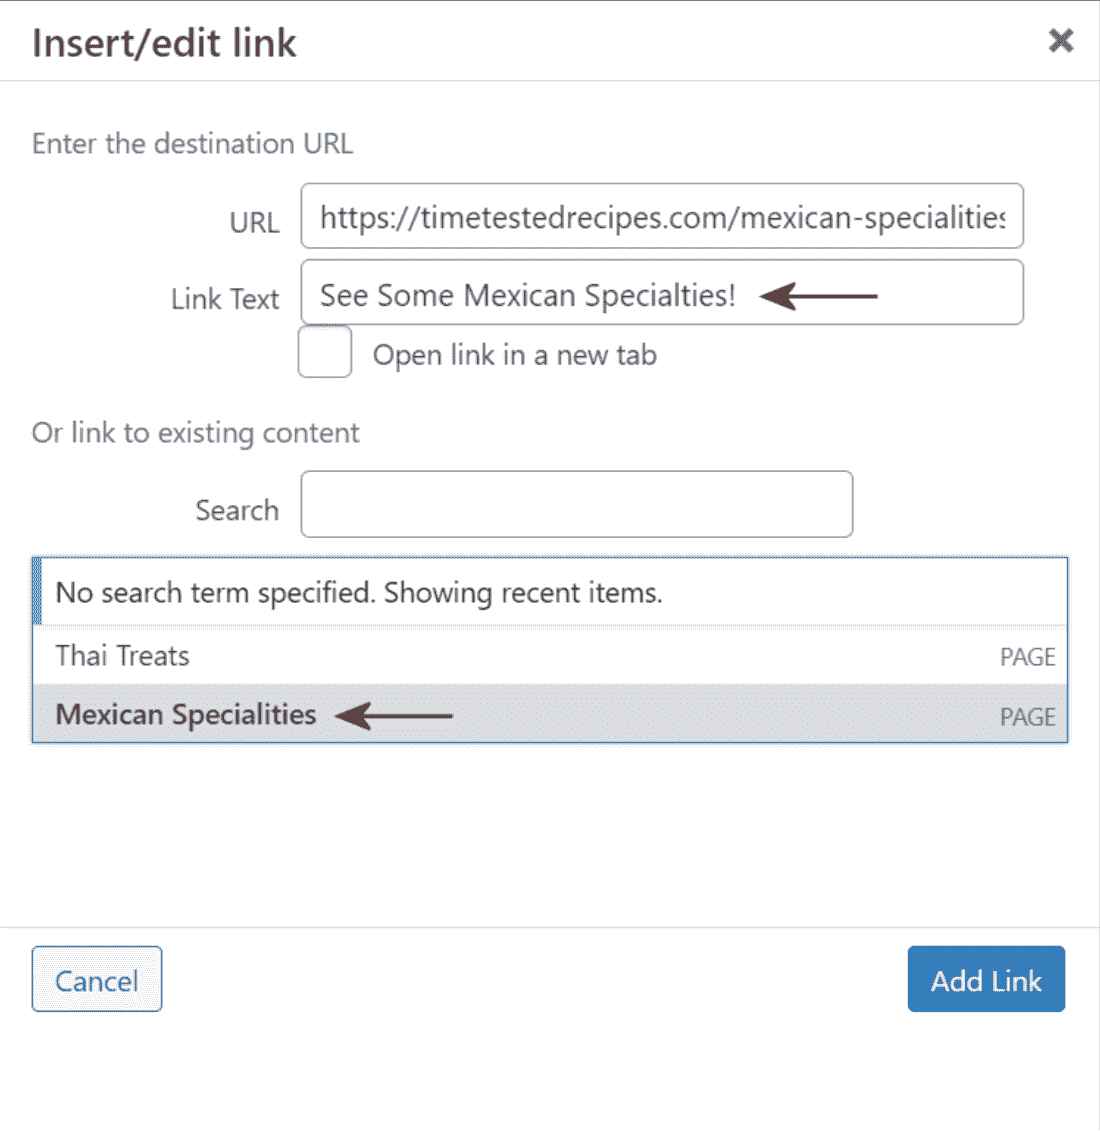 Insert/edit link
Enter the destination URL
URL https://timetestedrecipes.com/mexican-specialities
Link Text See Some Mexican Specialties!
Open link in a new tab
Or link to existing content
Search
No search term specified. Showing recent items.
Thai Treats PAGE
Mexican Specialities PAGE
Cancel Add Link